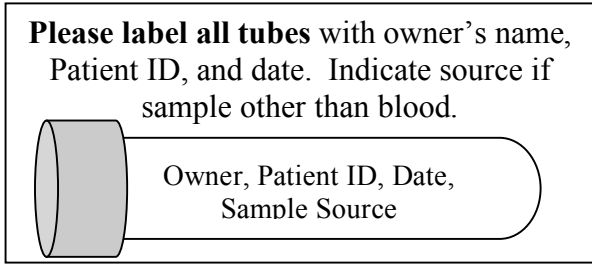 Please label all tubes with owner’s name,
Patient ID, and date.  Indicate source if
sample other than blood.
Owner, Patient ID, Date,
Sample Source